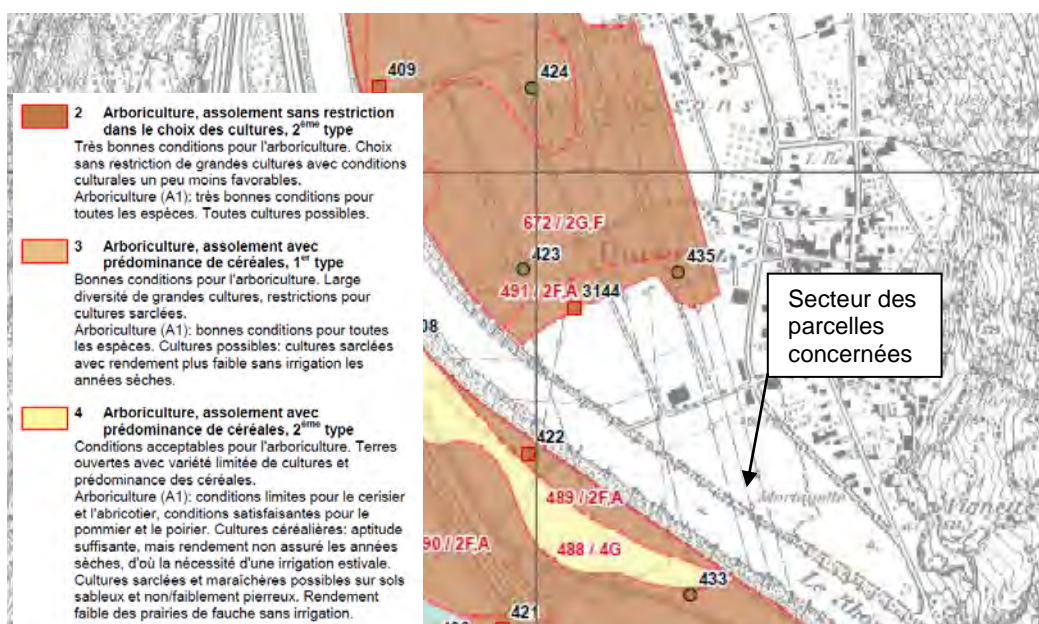 2 Arboriculture, assolement sans restriction
dans le choix des cultures, 2ème type
Très bonnes conditions pour l'arboriculture. Choix
sans restriction de grandes cultures avec conditions
culturales un peu moins favorables.
Arboriculture (A1): très bonnes conditions pour
toutes les espèces. Toutes cultures possibles.
3 Arboriculture, assolement avec
prédominance de céréales, 1er type
Bonnes conditions pour l'arboriculture. Large
diversité de grandes cultures, restrictions pour
cultures sarclées.
Arboriculture (A1): bonnes conditions pour toutes
les espèces. Cultures possibles: cultures sarclées
avec rendement plus faible sans irrigation les
années sèches.
4 Arboriculture, assolement avec
prédominance de céréales, 2ème type
Conditions acceptables pour l'arboriculture. Terres
ouvertes avec variété limitée de cultures et
prédominance des céréales.
Arboriculture (A1): conditions limites pour le cerisier
et l'abricotier, conditions satisfaisantes pour le
pommier et le poirier. Cultures céréalières: aptitude
suffisante, mais rendement non assuré les années
sèches, d'où la nécessité d'une irrigation estivale.
Cultures sarclées et maraîchères possibles sur sols
sableux et non/faiblement pierreux. Rendement
faible des prairies de fauche sans irrigation.
409
424
672 / 2G,F
423
435
491 / 2F,A 3144
08
Secteur des
parcelles
concernées
422
489 / 2F,A
90 / 2F,A
488 / 4G
433
421